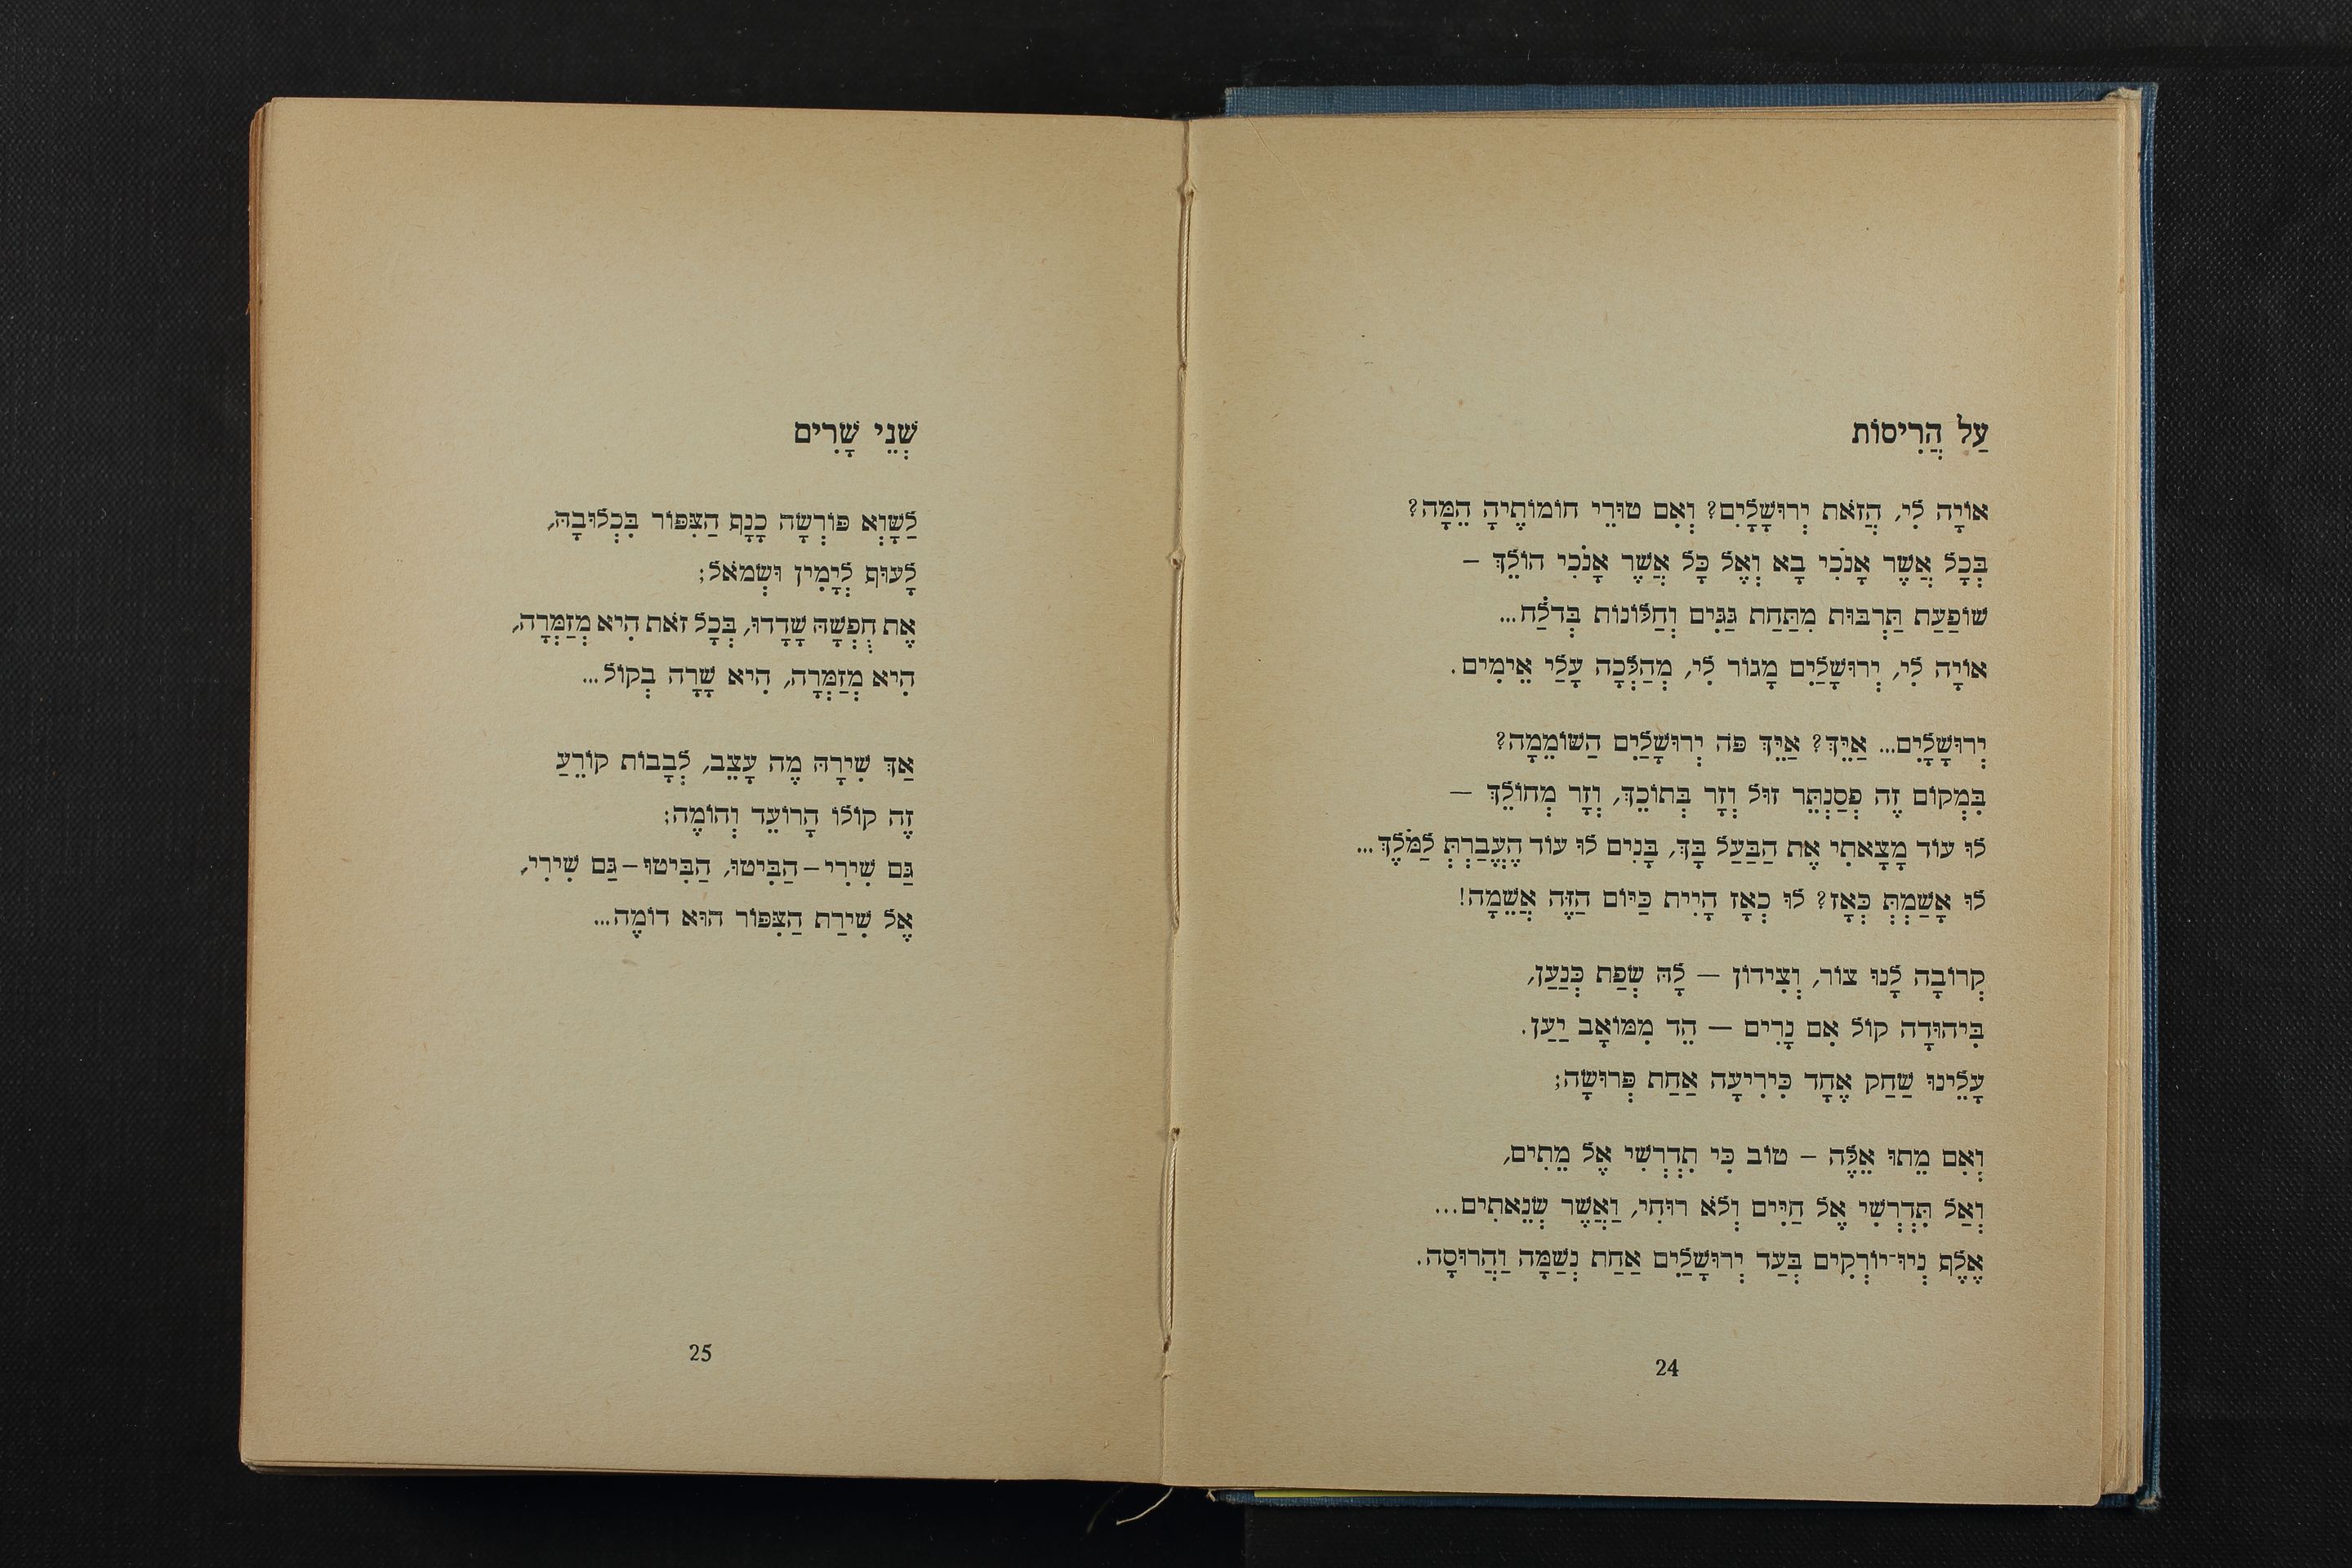 עַל הֲרִיסוֹת
אוֹיָה לִי, הֲזֹאת יְרוּשָׁלָיִם? וְאִם טוּרֵי חוֹמוֹתֶיהָ הֵמָּה?
בְּכָל אֲשֶׁר אָנֹכִי בָא וְאֶל כָּל אֲשֶׁר אָנֹכִי הוֹלֵךְ –
שׁוֹפַעַת תַּרְבּוּת מִתַּחַת גַּגִּים וְחַלּוֹנוֹת בְּדֹלַח...
אוֹיָה לִי, יְרוּשָׁלַיִם מָגוֹר לִי, מְהַלְּכָה עָלַי אֵימִים.
יְרוּשָׁלָיִם... אַיֵּךְ? אַיֵּךְ פֹּה יְרוּשָׁלַיִם הַשּׁוֹמֵמָה?
בִּמְקוֹם זֶה פְּסַנְתֵּר זוּל וְזָר בְּתוֹכֵךְ, וְזָר מְחוֹלֵךְ —
לוּ עוֹד מָצָאתִי אֶת הַבַּעַל בָּךְ, בָּנִים לוּ עוֹד הֶעֱבַרְתְּ לַמֹּלֶךְ...
לוּ אָשַׁמְתְּ כְּאָז? לוּ כְאָז הָיִית כַּיּוֹם הַזֶּה אֲשֵׁמָה!
קְרוֹבָה לָנוּ צוֹר, וְצִידוֹן — לָהּ שְׂפַת כְּנַעַן,
בִּיהוּדָה קוֹל אִם נָרִים — הֵד מִמּוֹאָב יַעַן.
עָלֵינוּ שַׁחַק אֶחָד כִּירִיעָה אַחַת פְּרוּשָׂה;
וְאִם מֵתוּ אֵלֶּה – טוֹב כִּי תִדְרְשִׁי אֶל מֵתִים,
וְאַל תִּדְרְשִׁי אֶל חַיִּים וְלֹא רוּחִי, וַאֲשֶׁר שְׂנֵאתִים...
אֶלֶף נְיוּ־יוֹרְקִים בְּעַד יְרוּשָׁלַיִם אַחַת נְשַׁמָּה וַהֲרוּסָה.
24
שְׁנֵי שָׁרִים
לַשָּׁוְא פּוֹרְשָׂה כָנָף הַצִּפּוֹר בִּכְלוּבָהּ,
לָעוּף לְיָמִין וּשְׂמֹאל;
אֶת חְפְשָׁהּ שָׁדָדוּ, בְּכָל זֹאת הִיא מְזַמְּרָה,
הִיא מְזַמְּרָה, הִיא שָׁרָה בְקוֹל...
אַךְ שִׁירָהּ מֶה עָצֵב, לְבָבוֹת קוֹרֵעַ
זֶה קוֹלוֹ הָרוֹעֵד וְהוֹמֶה;
גַּם שִׁירִי–הַבִּיטוּ, הַבִּיטוּ–גַּם שִׁירִי,
אֶל שִׁירַת הַצִּפּוֹר הוּא דוֹמֶה...
25